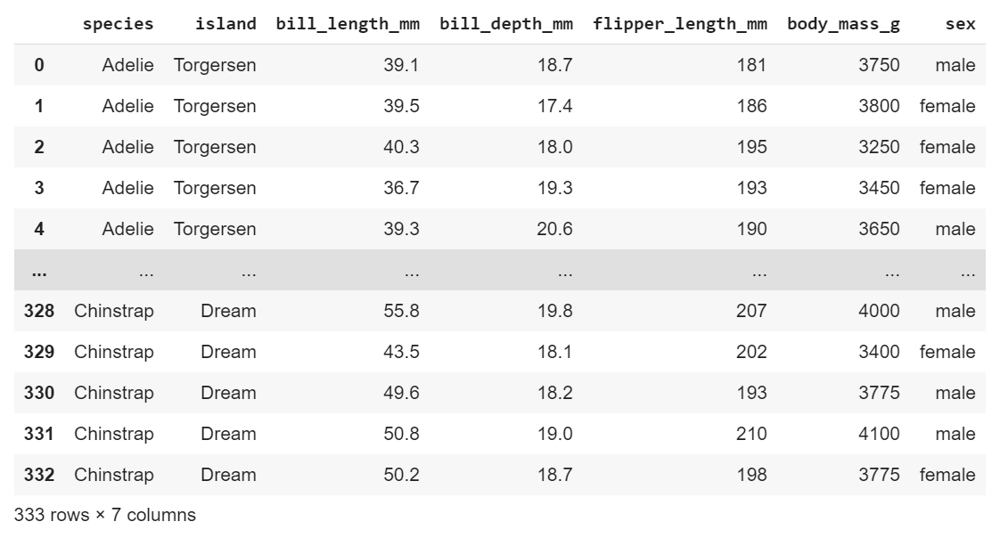 species island bill_length_mm bill_depth_mm flipper_length_mm body_mass_g sex
0 Adelie Torgersen 39.1 18.7 181 3750 male
1 Adelie Torgersen 39.5 17.4 186 3800 female
2 Adelie Torgersen 40.3 18.0 195 3250 female
3 Adelie Torgersen 36.7 19.3 193 3450 female
4 Adelie Torgersen 39.3 20.6 190 3650 male
... ... ... ... ... ... ... ...
328 Chinstrap Dream 55.8 19.8 207 4000 male
329 Chinstrap Dream 43.5 18.1 202 3400 female
330 Chinstrap Dream 49.6 18.2 193 3775 male
331 Chinstrap Dream 50.8 19.0 210 4100 male
332 Chinstrap Dream 50.2 18.7 198 3775 female
333 rows × 7 columns